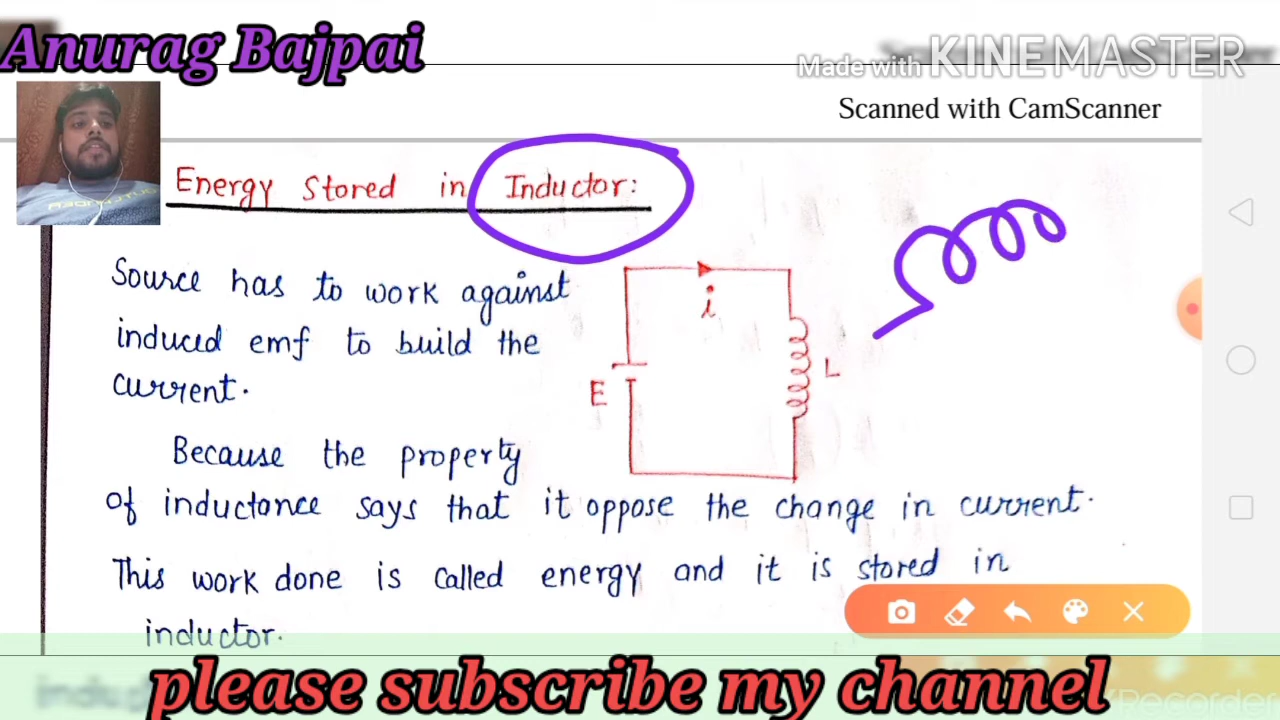 Anurag Bajpai
Made with KINEMASTER
Scanned with CamScanner
Energy Stored in Inductor:
Source has to work against
induced emf to build the
current.
i
E
L
Because the property
of inductance says that it oppose the change in current.
This work done is called energy and it is stored in
inductor.
please subscribe my channel
Recorder